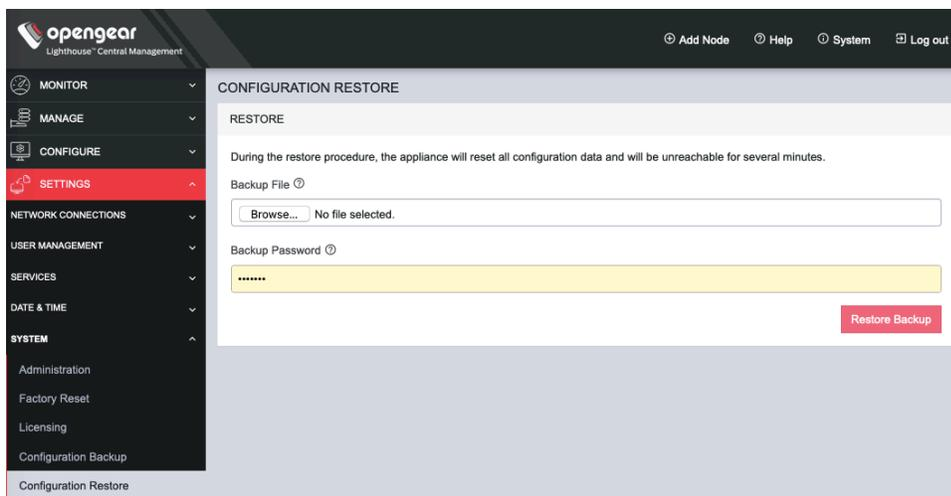 opengear
Lighthouse™ Central Management
Add Node
Help
System
Log out
MONITOR
MANAGE
CONFIGURE
SETTINGS
NETWORK CONNECTIONS
USER MANAGEMENT
SERVICES
DATE & TIME
SYSTEM
Administration
Factory Reset
Licensing
Configuration Backup
Configuration Restore
CONFIGURATION RESTORE
RESTORE
During the restore procedure, the appliance will reset all configuration data and will be unreachable for several minutes.
Backup File
Browse... No file selected.
Backup Password
•••••••
Restore Backup